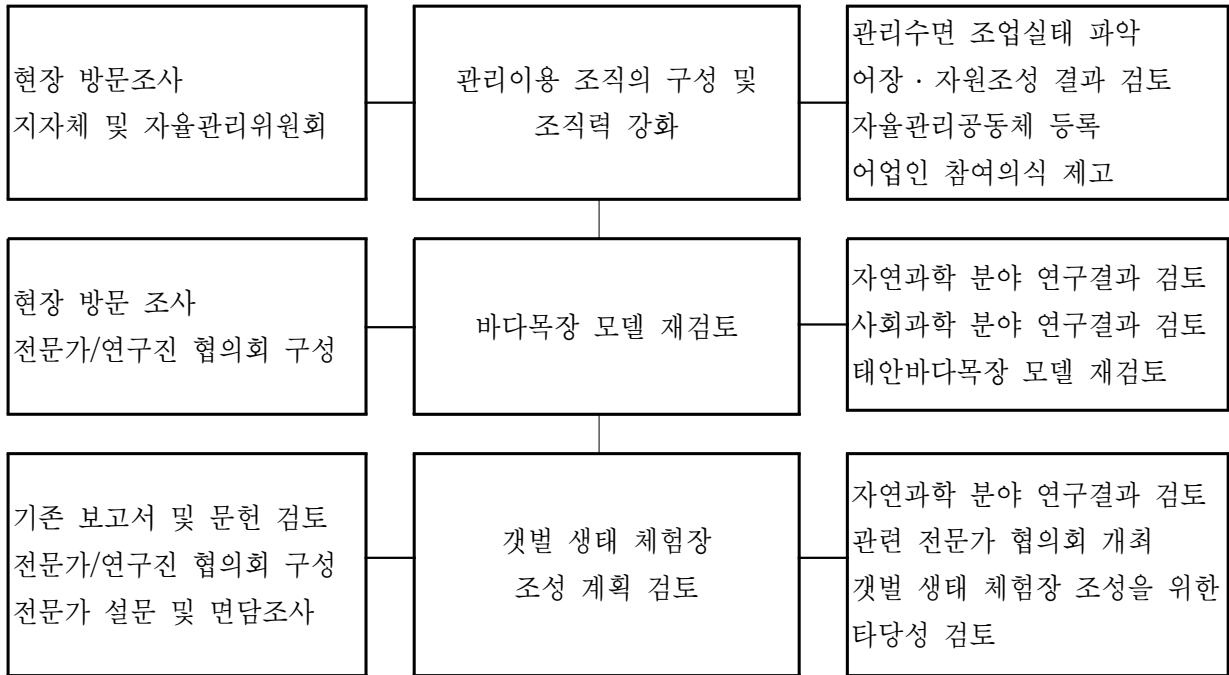 현장 방문조사
지자체 및 자율관리위원회
관리이용 조직의 구성 및
조직력 강화
관리수면 조업실태 파악
어장 · 자원조성 결과 검토
자율관리공동체 등록
어업인 참여의식 제고
현장 방문 조사
전문가/연구진 협의회 구성
바다목장 모델 재검토
자연과학 분야 연구결과 검토
사회과학 분야 연구결과 검토
태안바다목장 모델 재검토
기존 보고서 및 문헌 검토
전문가/연구진 협의회 구성
전문가 설문 및 면담조사
갯벌 생태 체험장
조성 계획 검토
자연과학 분야 연구결과 검토
관련 전문가 협의회 개최
갯벌 생태 체험장 조성을 위한
타당성 검토